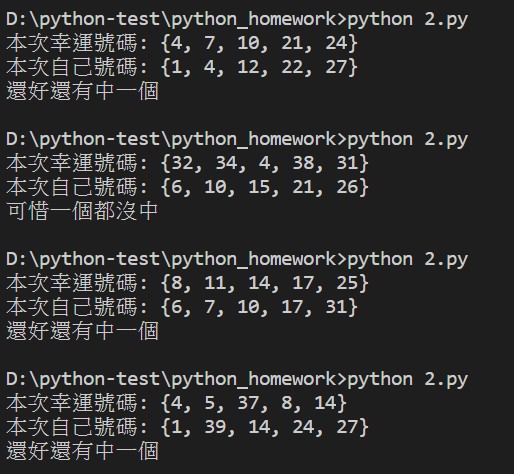 D:\python-test\python_homework>python 2.py
本次幸運號碼: {4, 7, 10, 21, 24}
本次自己號碼: {1, 4, 12, 22, 27}
還好還有中一個
D:\python-test\python_homework>python 2.py
本次幸運號碼: {32, 34, 4, 38, 31}
本次自己號碼: {6, 10, 15, 21, 26}
可惜一個都沒中
D:\python-test\python_homework>python 2.py
本次幸運號碼: {8, 11, 14, 17, 25}
本次自己號碼: {6, 7, 10, 17, 31}
還好還有中一個
D:\python-test\python_homework>python 2.py
本次幸運號碼: {4, 5, 37, 8, 14}
本次自己號碼: {1, 39, 14, 24, 27}
還好還有中一個